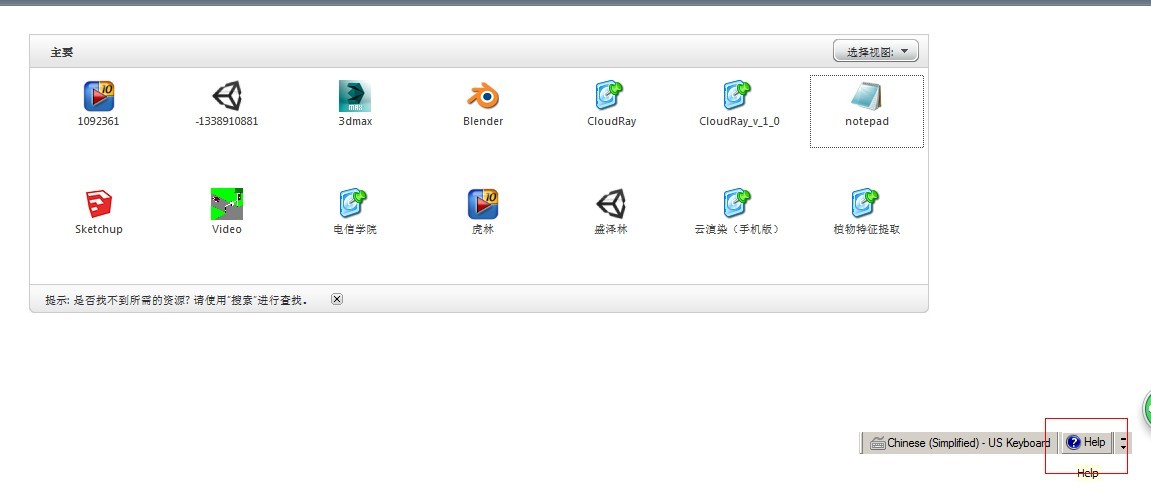 主要
选择视图:
1092361
-1338910881
3dmax
Blender
CloudRay
CloudRay_v_1_0
notepad
Sketchup
Video
电信学院
虎林
盛泽林
云渲染（手机版）
植物特征提取
提示: 是否找不到所需的资源? 请使用"搜索"进行查找。
Chinese (Simplified) - US Keyboard
Help
Help